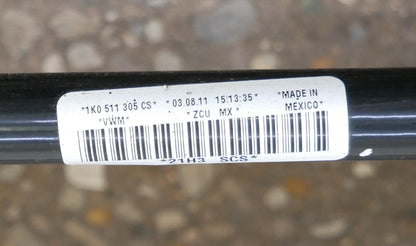 *1K0 511 305 CS* *03.08.11 15:13:35* *MADE IN
*VWM* *ZCU MX* MEXICO*
*21H3 SCS*